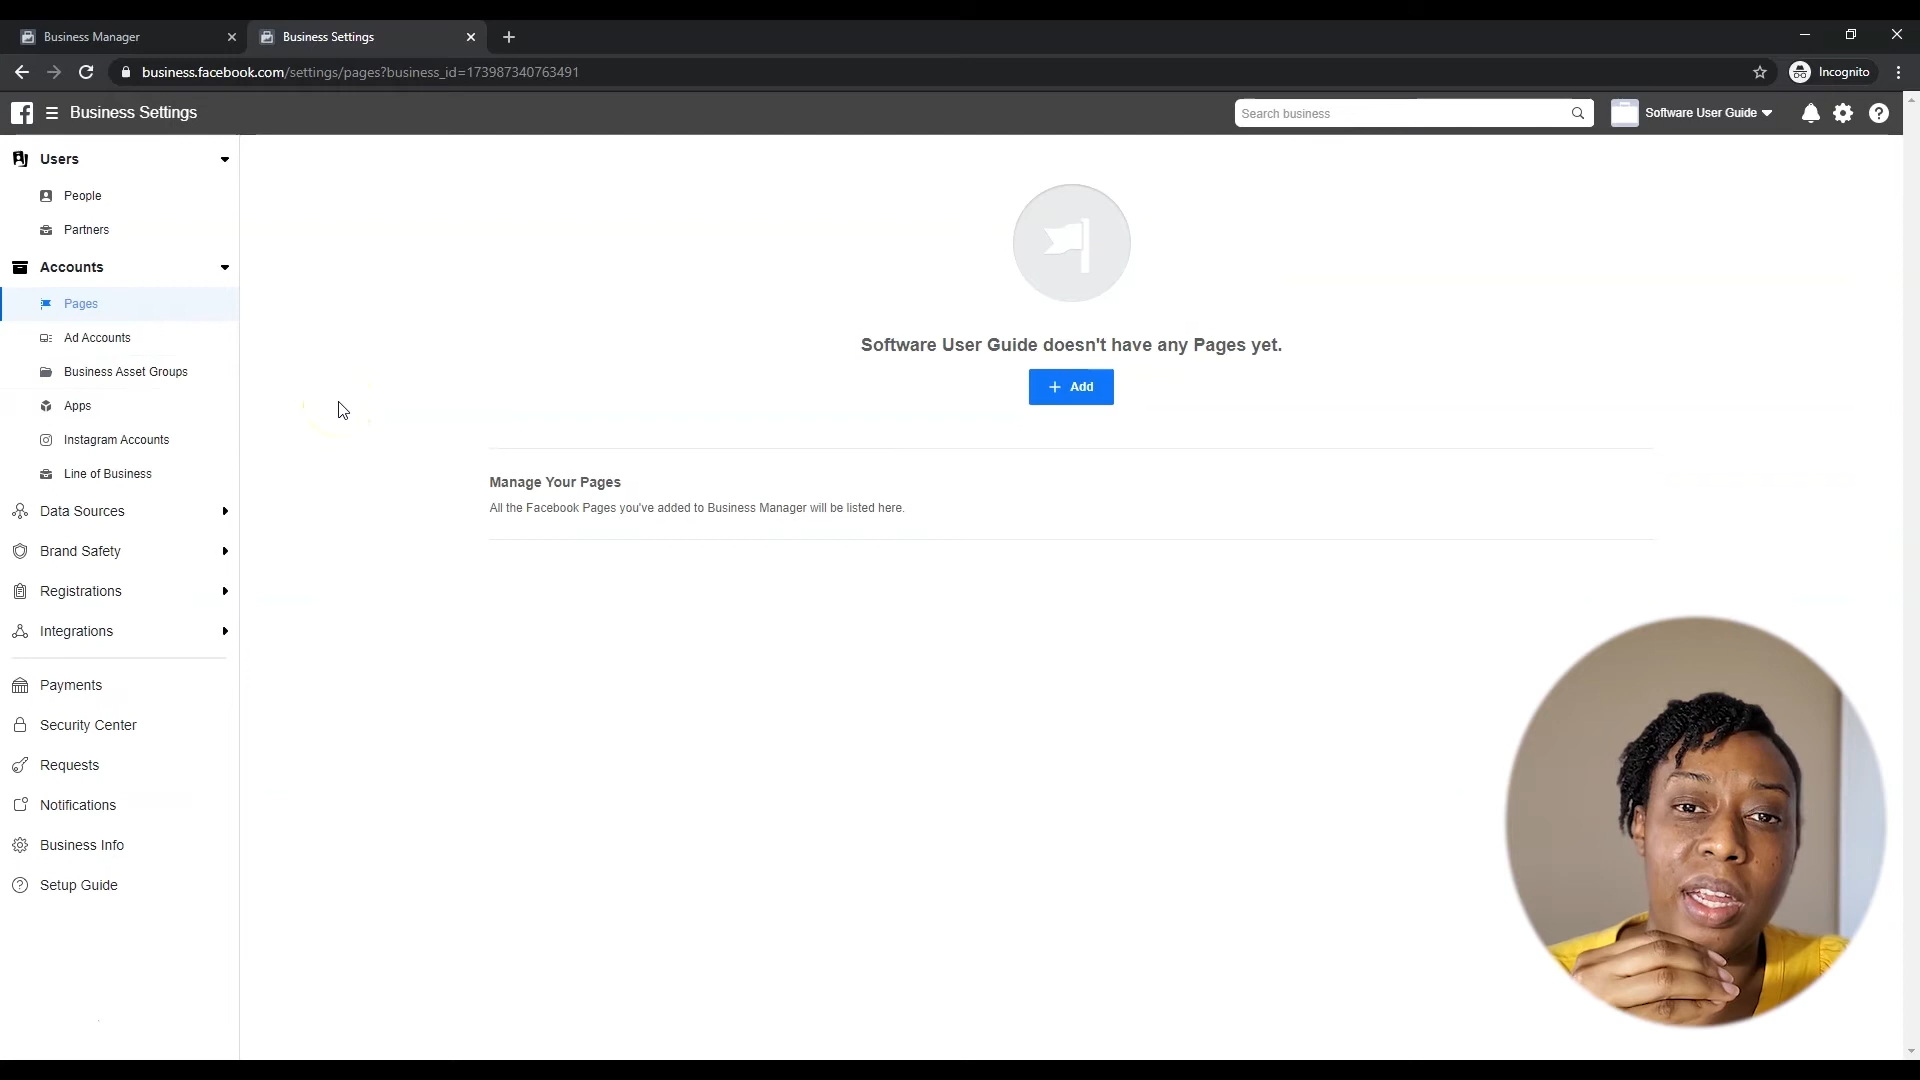 Business Manager
Business Settings
business.facebook.com/settings/pages?business_id=173987340763491
Incognito
Business Settings
Search business
Software User Guide
Users
People
Partners
Accounts
Pages
Ad Accounts
Business Asset Groups
Apps
Instagram Accounts
Line of Business
Data Sources
Brand Safety
Registrations
Integrations
Payments
Security Center
Requests
Notifications
Business Info
Setup Guide
Software User Guide doesn't have any Pages yet.
+ Add
Manage Your Pages
All the Facebook Pages you've added to Business Manager will be listed here.